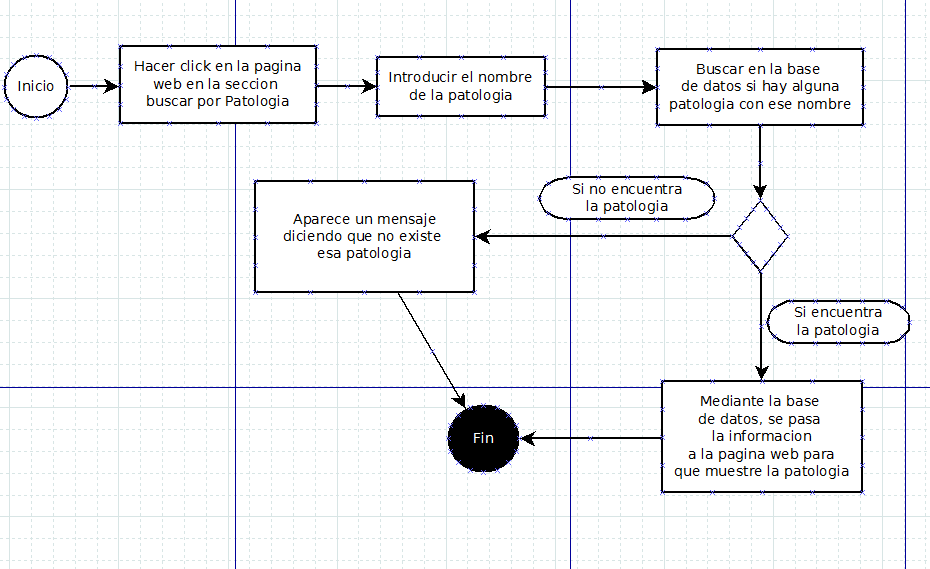 Inicio
Hacer click en la pagina
web en la seccion
buscar por Patologia
Introducir el nombre
de la patologia
Buscar en la base
de datos si hay alguna
patologia con ese nombre
Si no encuentra
la patologia
Aparece un mensaje
diciendo que no existe
esa patologia
Si encuentra
la patologia
Mediante la base
de datos, se pasa
la informacion
a la pagina web para
que muestre la patologia
Fin